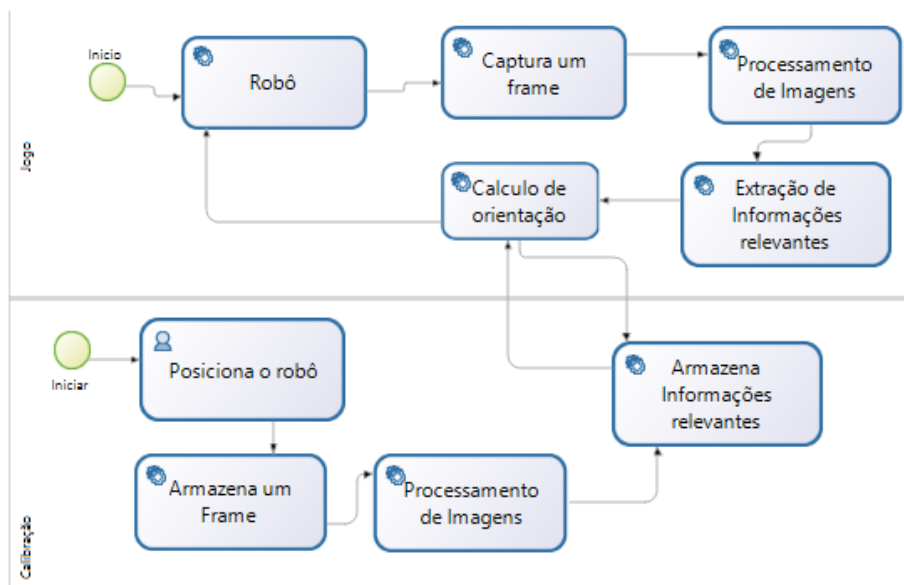 Jogo
Inicio
Robô
Captura um
frame
Processamento
de Imagens
Calculo de
orientação
Extração de
Informações
relevantes
Calibração
Iniciar
Posiciona o robô
Armazena
Informações
relevantes
Armazena um
Frame
Processamento
de Imagens